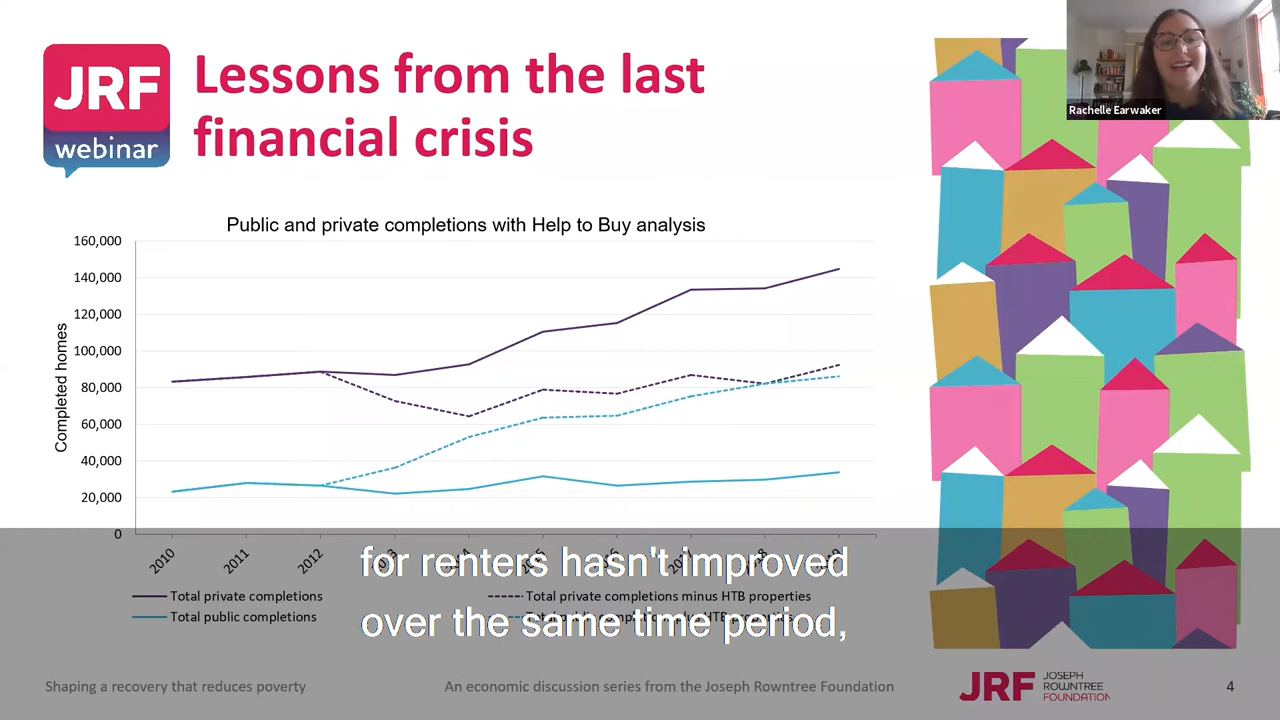 JRF
webinar
Lessons from the last
financial crisis
Rachelle Earwaker
Public and private completions with Help to Buy analysis
Completed homes
160,000
140,000
120,000
100,000
80,000
60,000
40,000
20,000
0
2010
2011
2012
for renters hasn't improved
over the same time period,
Total private completions
Total private completions minus HTB properties
Total public completions
Shaping a recovery that reduces poverty
An economic discussion series from the Joseph Rowntree Foundation
JRF
JOSEPH
ROWNTREE
FOUNDATION
4